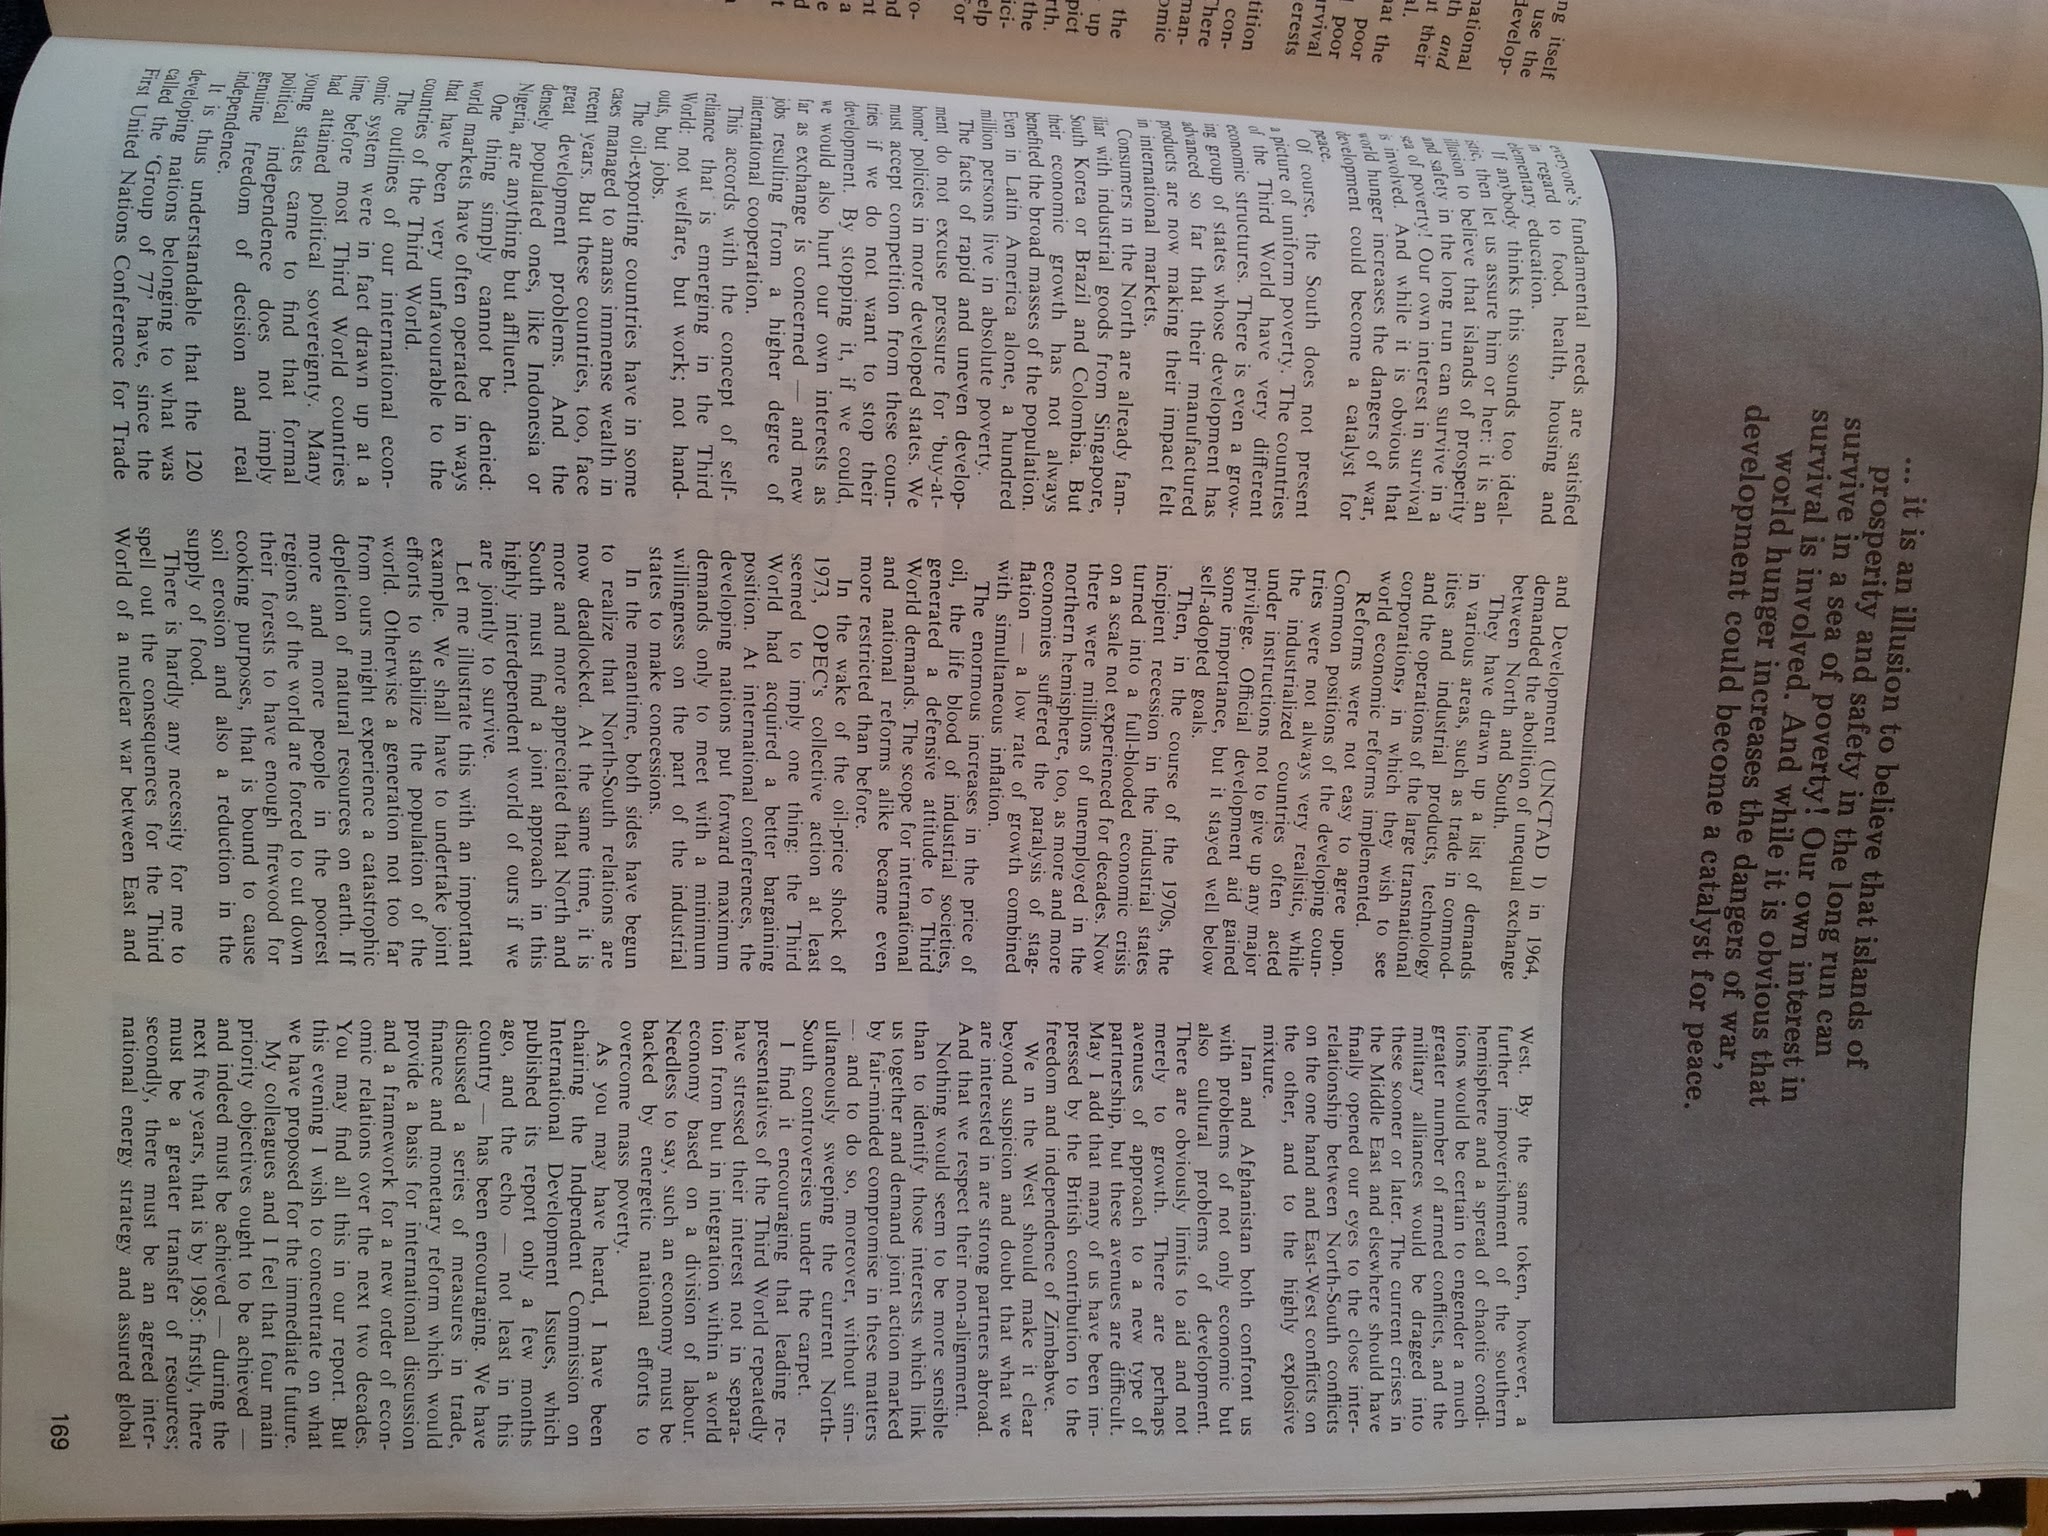 ... it is an illusion to believe that islands of
prosperity and safety in the long run can
survive in a sea of poverty! Our own interest in
survival is involved. And while it is obvious that
world hunger increases the dangers of war,
development could become a catalyst for peace.
everyone's fundamental needs are satisfied
in regard to food, health, housing and
elementary education.
If anybody thinks this sounds too ideal-
istic, then let us assure him or her: it is an
illusion to believe that islands of prosperity
and safety in the long run can survive in a
sea of poverty! Our own interest in survival
is involved. And while it is obvious that
world hunger increases the dangers of war,
development could become a catalyst for
peace.
Of course, the South does not present
a picture of uniform poverty. The countries
of the Third World have very different
economic structures. There is even a grow-
ing group of states whose development has
advanced so far that their manufactured
products are now making their impact felt
in international markets.
Consumers in the North are already fam-
iliar with industrial goods from Singapore,
South Korea or Brazil and Colombia. But
their economic growth has not always
benefited the broad masses of the population.
Even in Latin America alone, a hundred
million persons live in absolute poverty.
The facts of rapid and uneven develop-
ment do not excuse pressure for 'buy-at-
home' policies in more developed states. We
must accept competition from these coun-
tries if we do not want to stop their
development. By stopping it, if we could,
we would also hurt our own interests as
far as exchange is concerned — and new
jobs resulting from a higher degree of
international cooperation.
This accords with the concept of self-
reliance that is emerging in the Third
World: not welfare, but work; not hand-
outs, but jobs.
The oil-exporting countries have in some
cases managed to amass immense wealth in
recent years. But these countries, too, face
great development problems. And the
densely populated ones, like Indonesia or
Nigeria, are anything but affluent.
One thing simply cannot be denied:
world markets have often operated in ways
that have been very unfavourable to the
countries of the Third World.
The outlines of our international econ-
omic system were in fact drawn up at a
time before most Third World countries
had attained political sovereignty. Many
young states came to find that formal
political independence does not imply
genuine freedom of decision and real
independence.
It is thus understandable that the 120
developing nations belonging to what was
called the 'Group of 77' have, since the
First United Nations Conference for Trade
and Development (UNCTAD I) in 1964,
demanded the abolition of unequal exchange
between North and South.
They have drawn up a list of demands
in various areas, such as trade in commod-
ities and industrial products, technology
and the operations of the large transnational
corporations, in which they wish to see
world economic reforms implemented.
Reforms were not easy to agree upon.
Common positions of the developing coun-
tries were not always very realistic, while
the industrialized countries often acted
under instructions not to give up any major
privilege. Official development aid gained
some importance, but it stayed well below
self-adopted goals.
Then, in the course of the 1970s, the
incipient recession in the industrial states
turned into a full-blooded economic crisis
on a scale not experienced for decades. Now
there were millions of unemployed in the
northern hemisphere, too, as more and more
economies suffered the paralysis of stag-
flation — a low rate of growth combined
with simultaneous inflation.
The enormous increases in the price of
oil, the life blood of industrial societies,
generated a defensive attitude to Third
World demands. The scope for international
and national reforms alike became even
more restricted than before.
In the wake of the oil-price shock of
1973, OPEC's collective action at least
seemed to imply one thing: the Third
World had acquired a better bargaining
position. At international conferences, the
developing nations put forward maximum
demands only to meet with a minimum
willingness on the part of the industrial
states to make concessions.
In the meantime, both sides have begun
to realize that North-South relations are
now deadlocked. At the same time, it is
more and more appreciated that North and
South must find a joint approach in this
highly interdependent world of ours if we
are jointly to survive.
Let me illustrate this with an important
example. We shall have to undertake joint
efforts to stabilize the population of the
world. Otherwise a generation not too far
from ours might experience a catastrophic
depletion of natural resources on earth. If
more and more people in the poorest
regions of the world are forced to cut down
their forests to have enough firewood for
cooking purposes, that is bound to cause
soil erosion and also a reduction in the
supply of food.
There is hardly any necessity for me to
spell out the consequences for the Third
World of a nuclear war between East and
West. By the same token, however, a
further impoverishment of the southern
hemisphere and a spread of chaotic condi-
tions would be certain to engender a much
greater number of armed conflicts, and the
military alliances would be dragged into
these sooner or later. The current crises in
the Middle East and elsewhere should have
finally opened our eyes to the close inter-
relationship between North-South conflicts
on the one hand and East-West conflicts on
the other, and to the highly explosive
mixture.
Iran and Afghanistan both confront us
with problems of not only economic but
also cultural problems of development.
There are obviously limits to aid and not
merely to growth. There are perhaps
avenues of approach to a new type of
partnership, but these avenues are difficult.
May I add that many of us have been im-
pressed by the British contribution to the
freedom and independence of Zimbabwe.
We in the West should make it clear
beyond suspicion and doubt that what we
are interested in are strong partners abroad.
And that we respect their non-alignment.
Nothing would seem to be more sensible
than to identify those interests which link
us together and demand joint action marked
by fair-minded compromise in these matters
— and to do so, moreover, without sim-
ultaneously sweeping the current North-
South controversies under the carpet.
I find it encouraging that leading re-
presentatives of the Third World repeatedly
have stressed their interest not in separa-
tion from but in integration within a world
economy based on a division of labour.
Needless to say, such an economy must be
backed by energetic national efforts to
overcome mass poverty.
As you may have heard, I have been
chairing the Indpendent Commission on
International Development Issues, which
published its report only a few months
ago, and the echo — not least in this
country — has been encouraging. We have
discussed a series of measures in trade,
finance and monetary reform which would
provide a basis for international discussion
and a framework for a new order of econ-
omic relations over the next two decades.
You may find all this in our report. But
this evening I wish to concentrate on what
we have proposed for the immediate future.
My colleagues and I feel that four main
priority objectives ought to be achieved —
and indeed must be achieved — during the
next five years, that is by 1985: firstly, there
must be a greater transfer of resources;
secondly, there must be an agreed inter-
national energy strategy and assured global
169